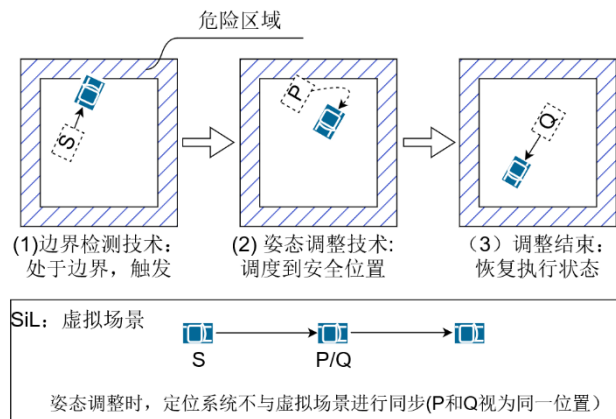 危险区域
S
P
Q
(1)边界检测技术：
处于边界，触发
(2) 姿态调整技术:
调度到安全位置
（3）调整结束：
恢复执行状态
SiL：虚拟场景
S
P/Q
姿态调整时，定位系统不与虚拟场景进行同步(P和Q视为同一位置）